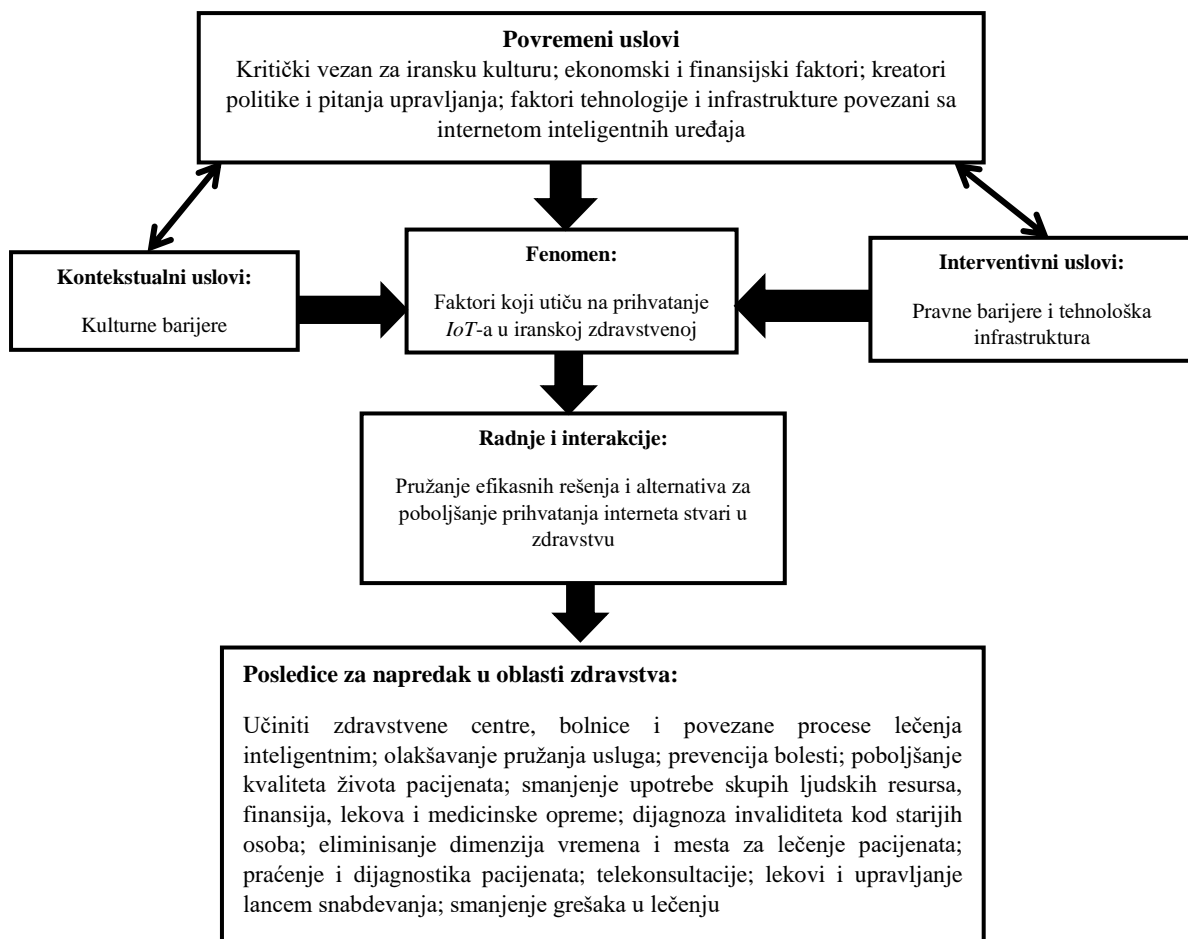 Povremeni uslovi
Kritički vezan za iransku kulturu; ekonomski i finansijski faktori; kreatori
politike i pitanja upravljanja; faktori tehnologije i infrastrukture povezani sa
internetom inteligentnih uređaja
Kontekstualni uslovi:
Kulturne barijere
Fenomen:
Faktori koji utiču na prihvatanje
IoT-a u iranskoj zdravstvenoj
Interventivni uslovi:
Pravne barijere i tehnološka
infrastruktura
Radnje i interakcije:
Pružanje efikasnih rešenja i alternativa za
poboljšanje prihvatanja interneta stvari u
zdravstvu
Posledice za napredak u oblasti zdravstva:
Učiniti zdravstvene centre, bolnice i povezane procese lečenja
inteligentnim; olakšavanje pružanja usluga; prevencija bolesti; poboljšanje
kvaliteta života pacijenata; smanjenje upotrebe skupih ljudskih resursa,
finansija, lekova i medicinske opreme; dijagnoza invaliditeta kod starijih
osoba; eliminisanje dimenzija vremena i mesta za lečenje pacijenata;
praćenje i dijagnostika pacijenata; telekonsultacije; lekovi i upravljanje
lancem snabdevanja; smanjenje grešaka u lečenju